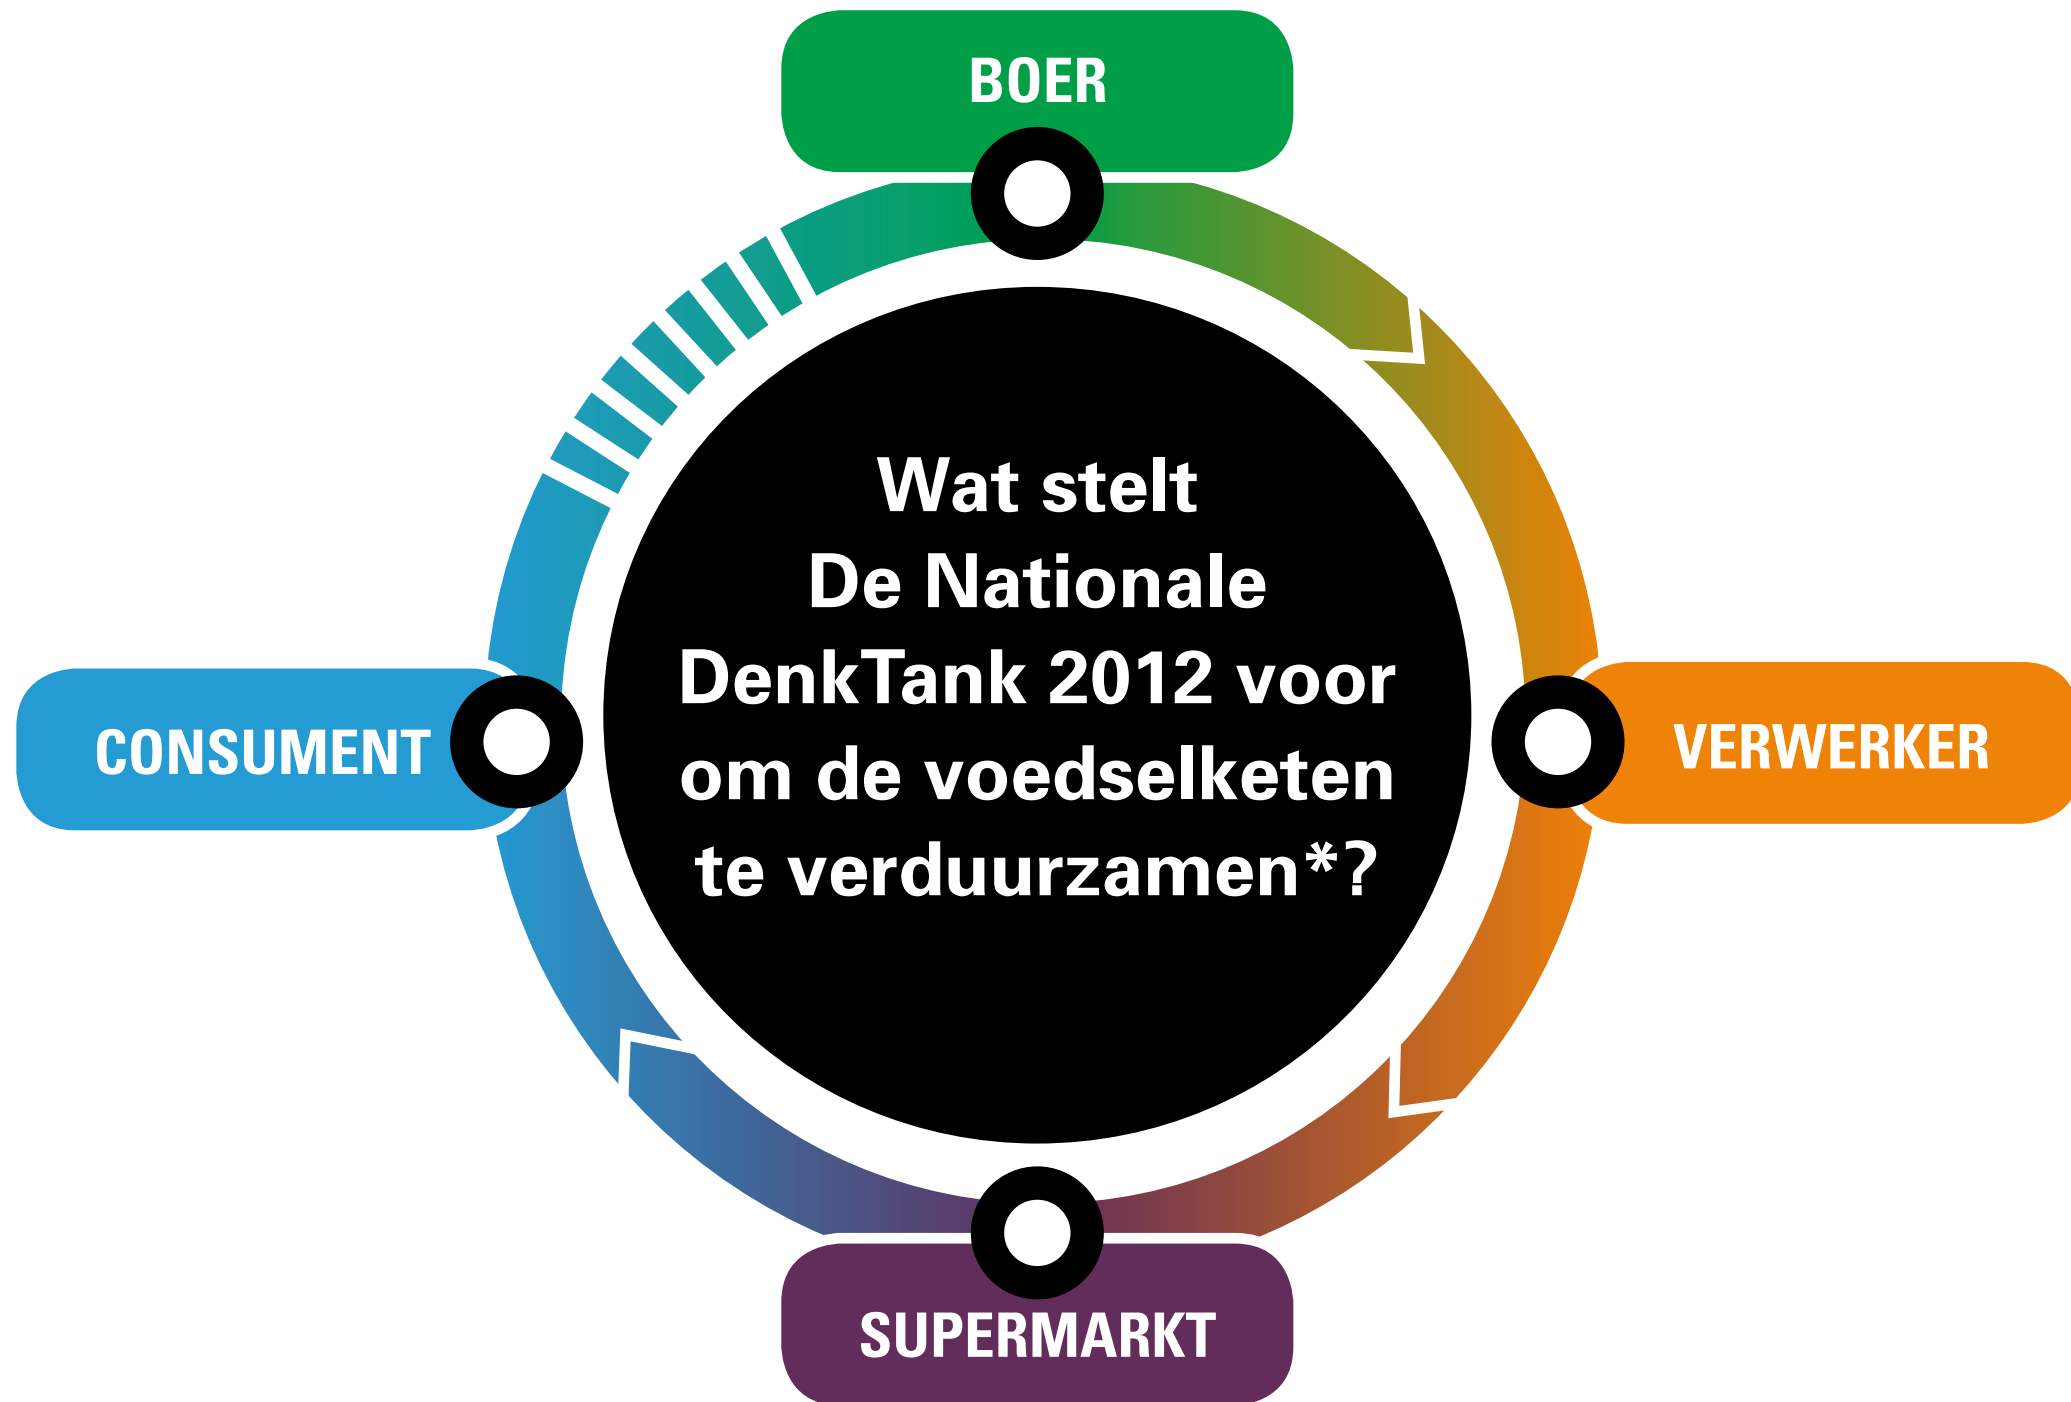 BOER
Wat stelt
De Nationale
DenkTank 2012 voor
om de voedselketen
te verduurzamen*?
CONSUMENT
VERWERKER
SUPERMARKT